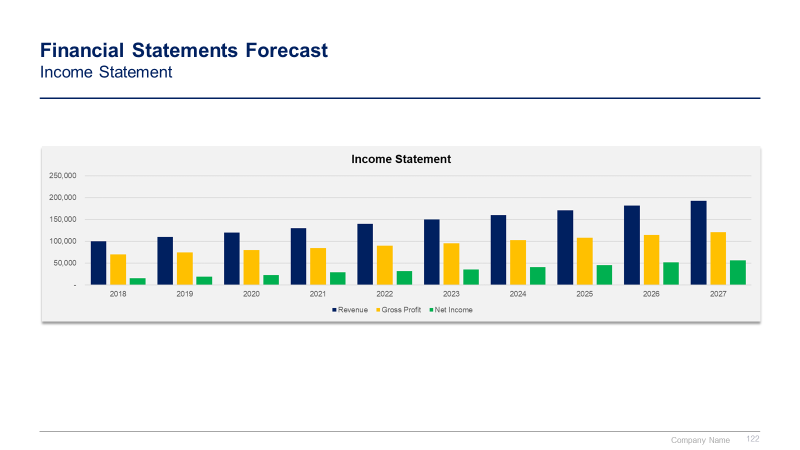 Financial Statements Forecast
Income Statement
Income Statement
250,000
200,000
150,000
100,000
50,000
-
2018 2019 2020 2021 2022 2023 2024 2025 2026 2027
Revenue Gross Profit Net Income
Company Name 122